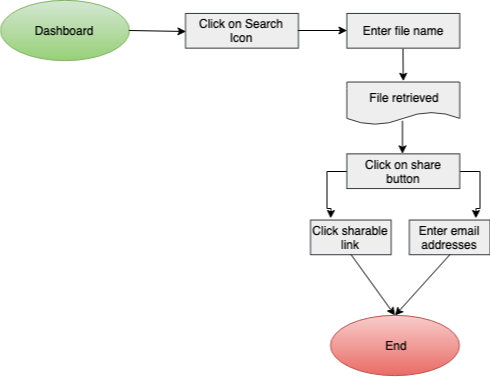 Dashboard
Click on Search
Icon
Enter file name
File retrieved
Click on share
button
Click sharable
link
Enter email
addresses
End